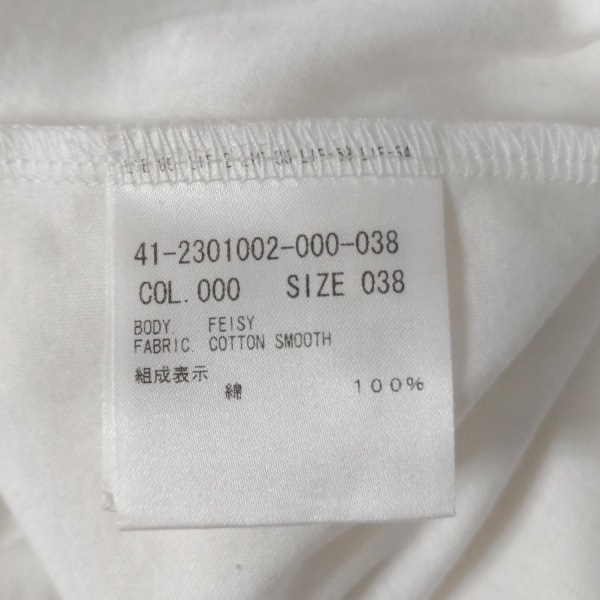 41-2301002-000-038
COL.000 SIZE 038
BODY. FEISY
FABRIC. COTTON SMOOTH
組成表示
綿 100%